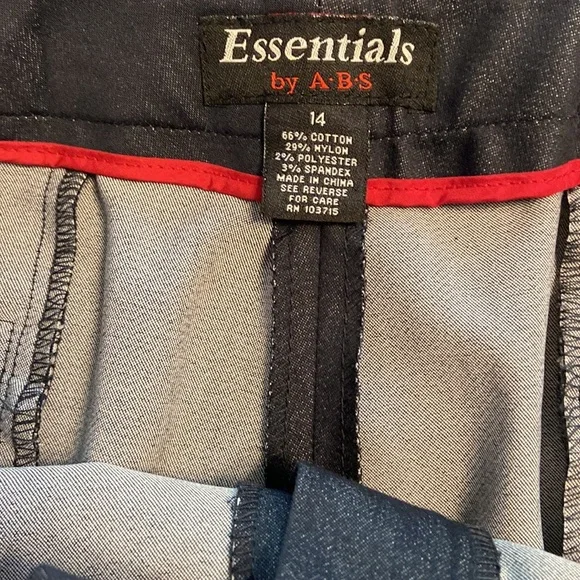 Essentials
by A·B·S
14
66% COTTON
29% NYLON
2% POLYESTER
3% SPANDEX
MADE IN CHINA
SEE REVERSE
FOR CARE
RN 103715